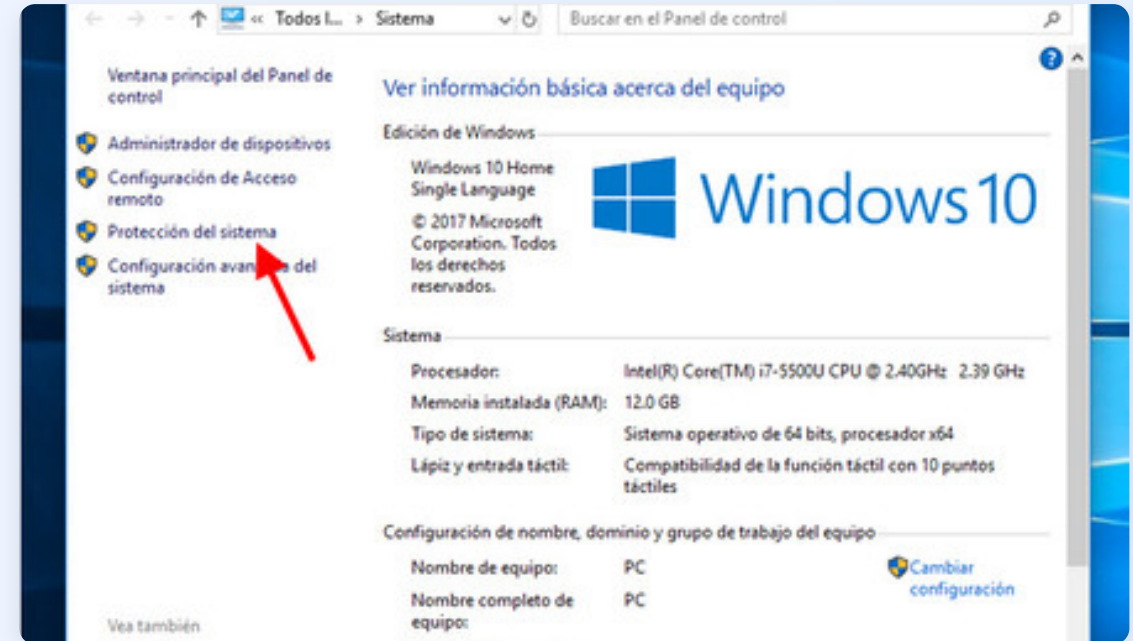 « Todos l... > Sistema
Buscar en el Panel de control
Ventana principal del Panel de
control
Administrador de dispositivos
Configuración de Acceso
remoto
Protección del sistema
Configuración avan a del
sistema
Vea también
Ver información básica acerca del equipo
Edición de Windows
Windows 10 Home
Single Language
© 2017 Microsoft
Corporation. Todos
los derechos
reservados.
Windows 10
Sistema
Procesador: Intel(R) Core(TM) i7-5500U CPU @ 2.40GHz 2.39 GHz
Memoria instalada (RAM): 12.0 GB
Tipo de sistema: Sistema operativo de 64 bits, procesador x64
Lápiz y entrada táctil: Compatibilidad de la función táctil con 10 puntos
táctiles
Configuración de nombre, dominio y grupo de trabajo del equipo
Nombre de equipo: PC
Cambiar
configuración
Nombre completo de PC
equipo: